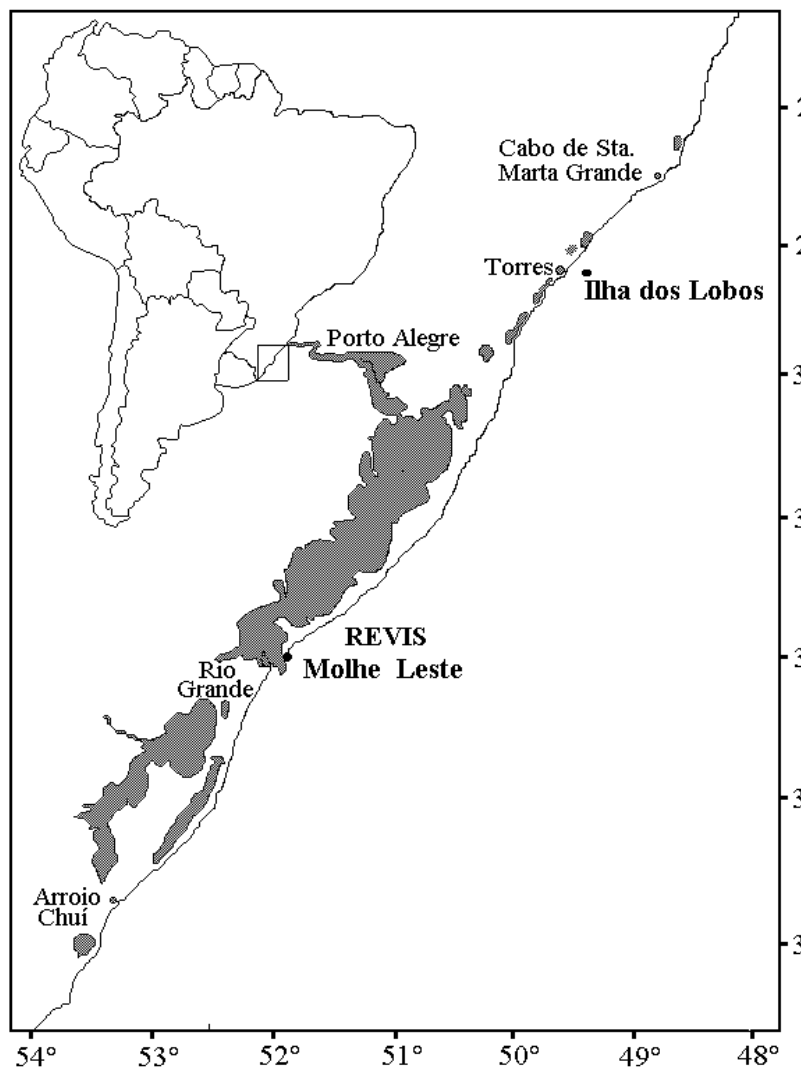 Cabo de Sta.
Marta Grande
Torres
Ilha dos Lobos
Porto Alegre
REVIS
Molhe Leste
Rio
Grande
Arroio
Chuí
54° 53° 52° 51° 50° 49° 48°